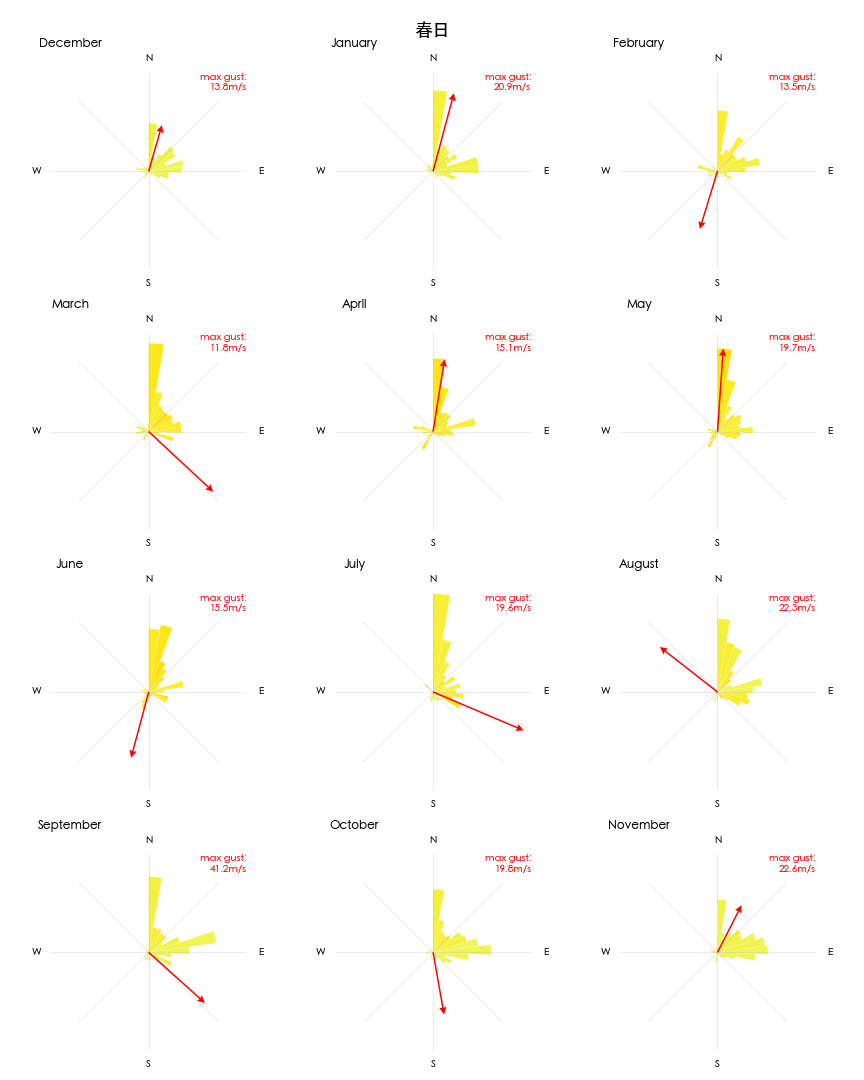 春日
December
January
February
N
N
N
max gust:
13.8m/s
max gust:
20.9m/s
max gust:
13.5m/s
W
E
W
E
W
E
S
S
S
March
April
May
N
N
N
max gust:
11.8m/s
max gust:
15.1m/s
max gust:
19.7m/s
W
E
W
E
W
E
S
S
S
June
July
August
N
N
N
max gust:
15.5m/s
max gust:
19.6m/s
max gust:
22.3m/s
W
E
W
E
W
E
S
S
S
September
October
November
N
N
N
max gust:
41.2m/s
max gust:
19.8m/s
max gust:
22.6m/s
W
E
W
E
W
E
S
S
S